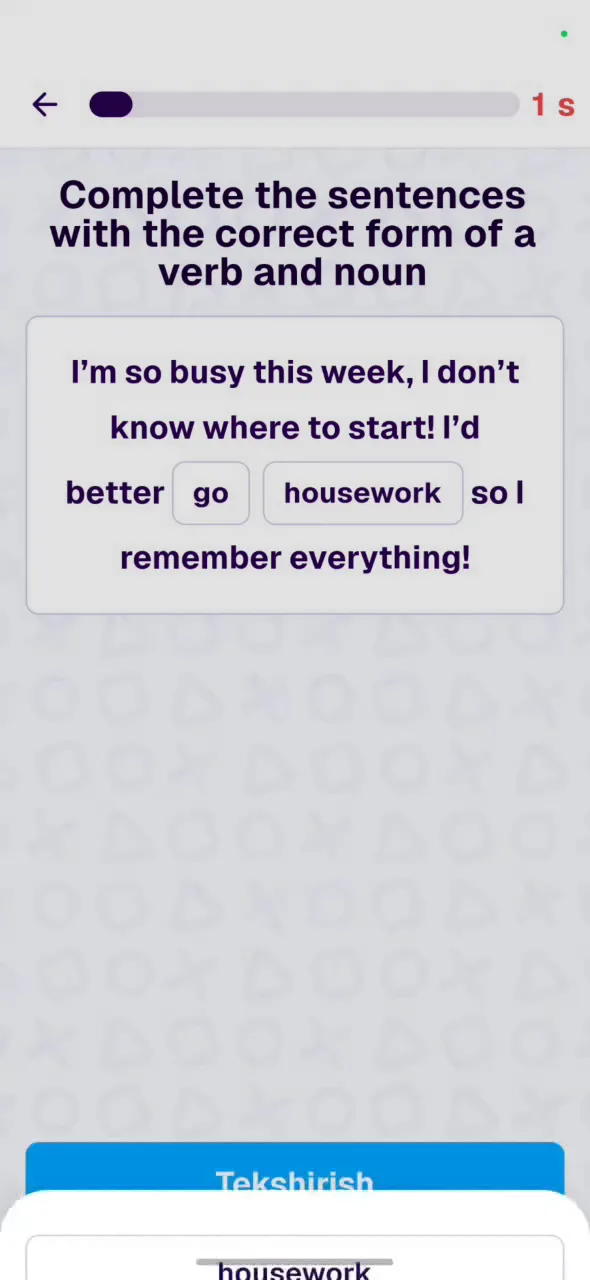 1 s
Complete the sentences
with the correct form of a
verb and noun
I’m so busy this week, I don’t
know where to start! I’d
better go housework so I
remember everything!
Tekshirish
housework